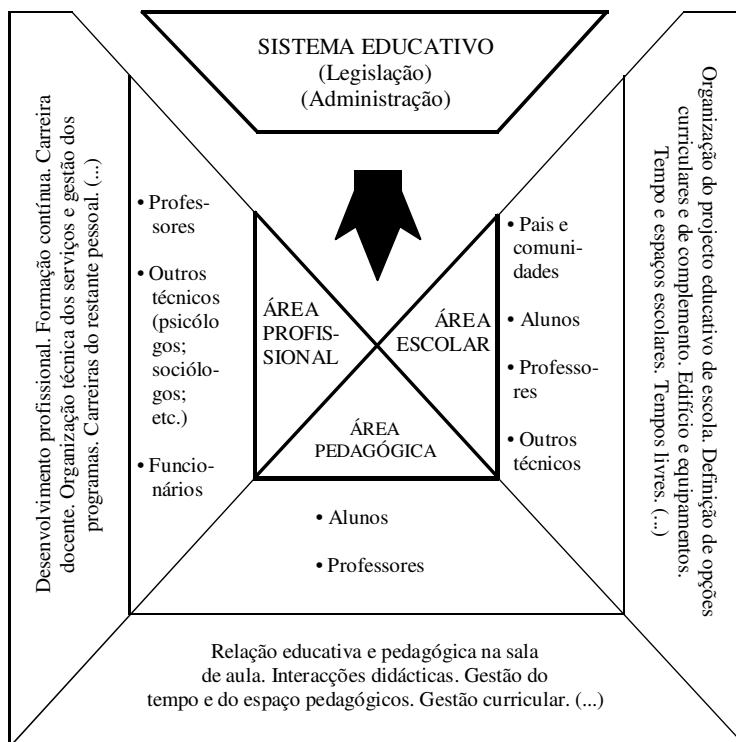 SISTEMA EDUCATIVO
(Legislação)
(Administração)
Desenvolvimento profissional. Formação contínua. Carreira
docente. Organização técnica dos serviços e gestão dos
programas. Carreiras do restante pessoal. (...)
• Profes-
sores
• Outros
técnicos
(psicólo
gos;
sociólo-
gos;
etc.)
• Funcio-
nários
ÁREA
PROFIS-
SIONAL
ÁREA
ESCOLAR
ÁREA
PEDAGÓGICA
• Pais e
comuni-
dades
• Alunos
• Professo-
res
• Outros
técnicos
Organização do projecto educativo de escola. Definição de opções
curriculares e de complemento. Edifício e equipamentos.
Tempo e espaços escolares. Tempos livres. (...)
• Alunos
• Professores
Relação educativa e pedagógica na sala
de aula. Interacções didácticas. Gestão do
tempo e do espaço pedagógicos. Gestão curricular. (...)